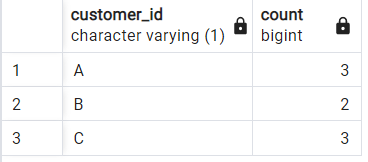 customer_id count
character varying (1) bigint
1 A 3
2 B 2
3 C 3